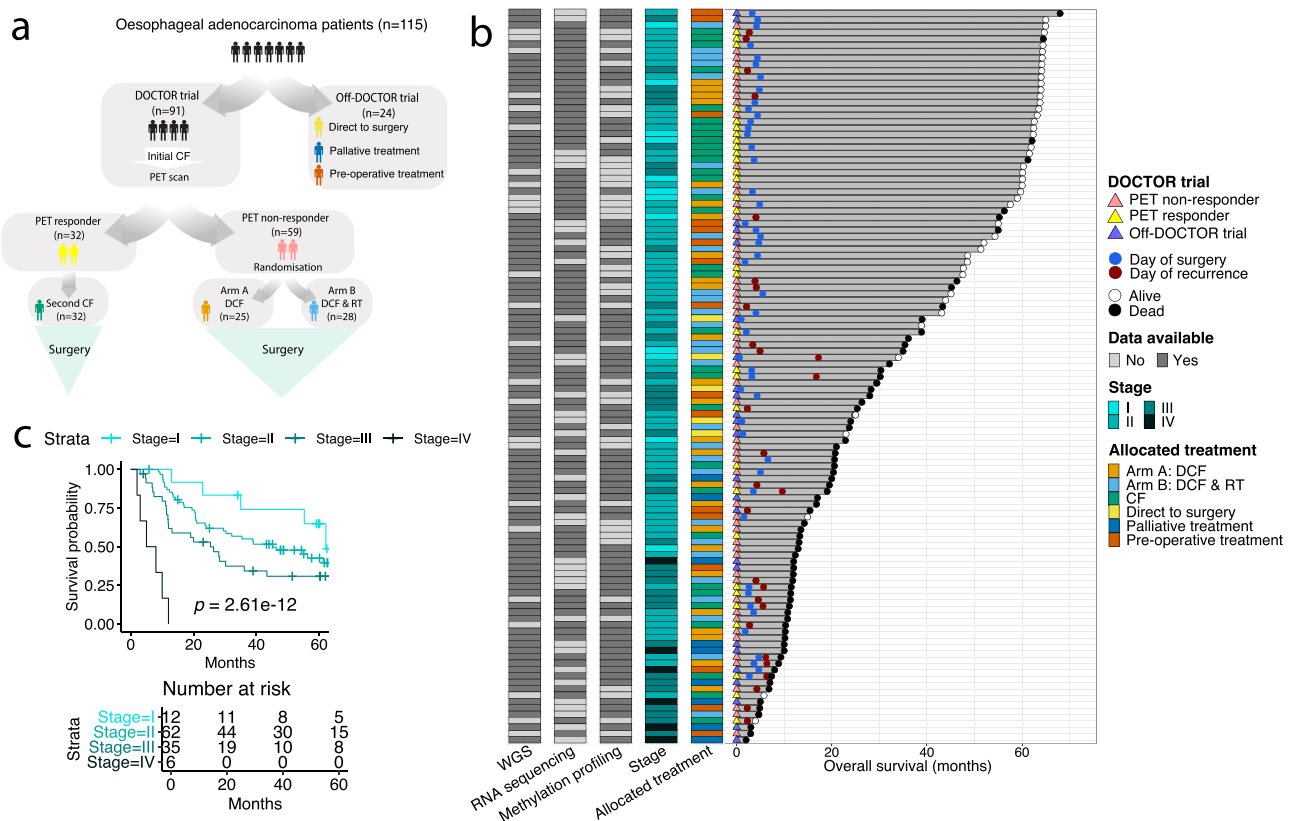 a
Oesophageal adenocarcinoma patients (n=115)
DOCTOR trial
(n=91)
Initial CF
PET scan
Off-DOCTOR trial
(n=24)
Direct to surgery
Pallative treatment
Pre-operative treatment
PET responder
(n=32)
PET non-responder
(n=59)
Randomisation
Second CF
(n=32)
Arm A
DCF
(n=25)
Arm B
DCF & RT
(n=28)
Surgery
Surgery
b
WGS
RNA sequencing
Methylation profiling
Stage
Allocated treatment
0 20 40 60
Overall survival (months)
DOCTOR trial
PET non-responder
PET responder
Off-DOCTOR trial
Day of surgery
Day of recurrence
Alive
Dead
Data available
No Yes
Stage
I III
II IV
Allocated treatment
Arm A: DCF
Arm B: DCF & RT
CF
Direct to surgery
Palliative treatment
Pre-operative treatment
c
Strata Stage=I Stage=II Stage=III Stage=IV
Survival probability
1.00
0.75
0.50
0.25
0.00
p = 2.61e-12
0 20 40 60
Months
Number at risk
Strata
Stage=I 12 11 8 5
Stage=II 62 44 30 15
Stage=III 35 19 10 8
Stage=IV 6 0 0 0
0 20 40 60
Months